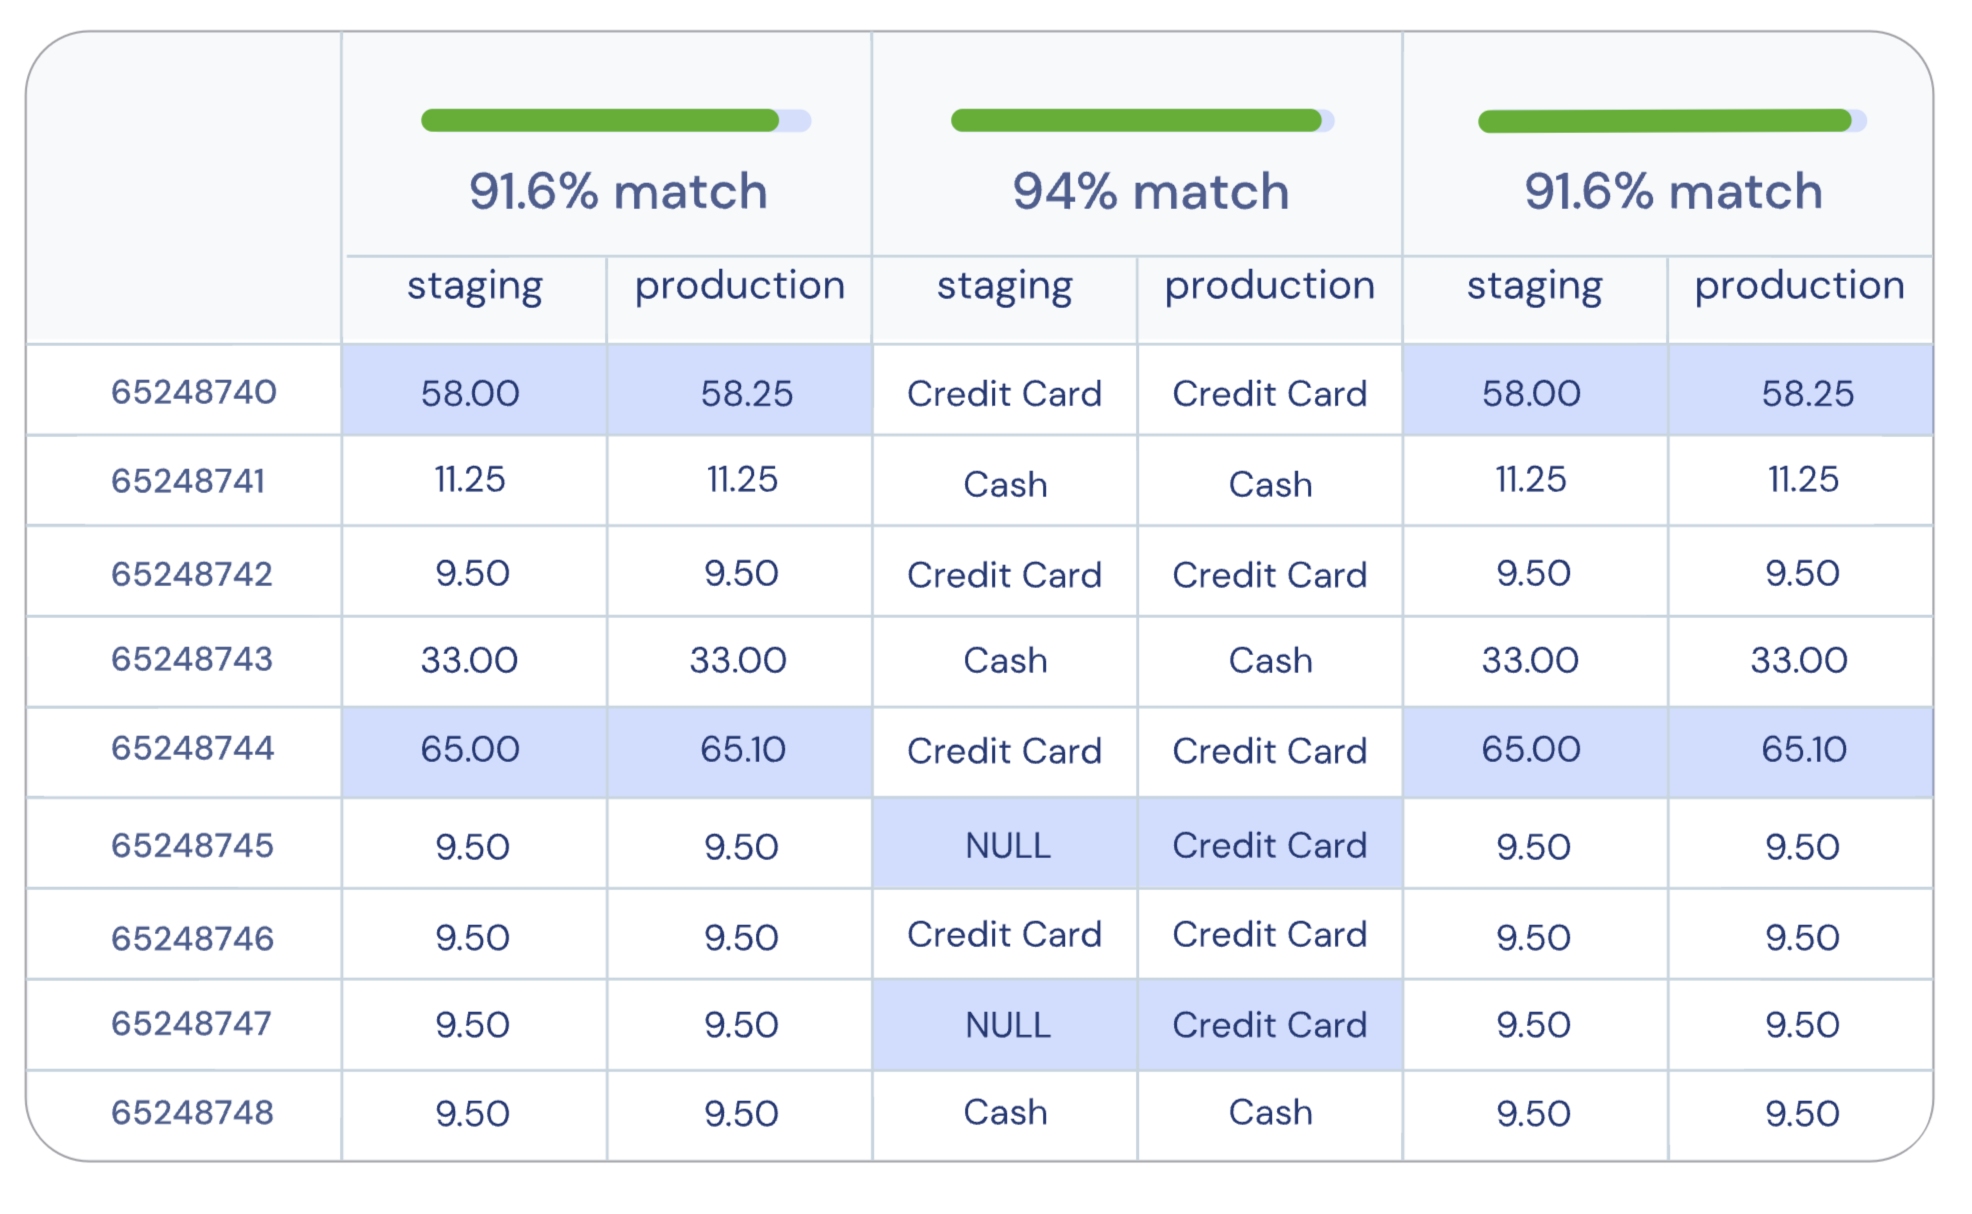 91.6% match 94% match 91.6% match
staging production staging production staging production
65248740 58.00 58.25 Credit Card Credit Card 58.00 58.25
65248741 11.25 11.25 Cash Cash 11.25 11.25
65248742 9.50 9.50 Credit Card Credit Card 9.50 9.50
65248743 33.00 33.00 Cash Cash 33.00 33.00
65248744 65.00 65.10 Credit Card Credit Card 65.00 65.10
65248745 9.50 9.50 NULL Credit Card 9.50 9.50
65248746 9.50 9.50 Credit Card Credit Card 9.50 9.50
65248747 9.50 9.50 NULL Credit Card 9.50 9.50
65248748 9.50 9.50 Cash Cash 9.50 9.50